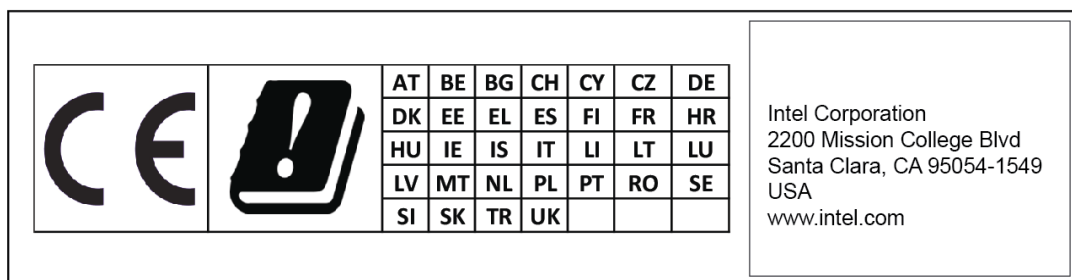 CE
AT BE BG CH CY CZ DE
DK EE EL ES FI FR HR
HU IE IS IT LI LT LU
LV MT NL PL PT RO SE
SI SK TR UK
Intel Corporation
2200 Mission College Blvd
Santa Clara, CA 95054-1549
USA
www.intel.com